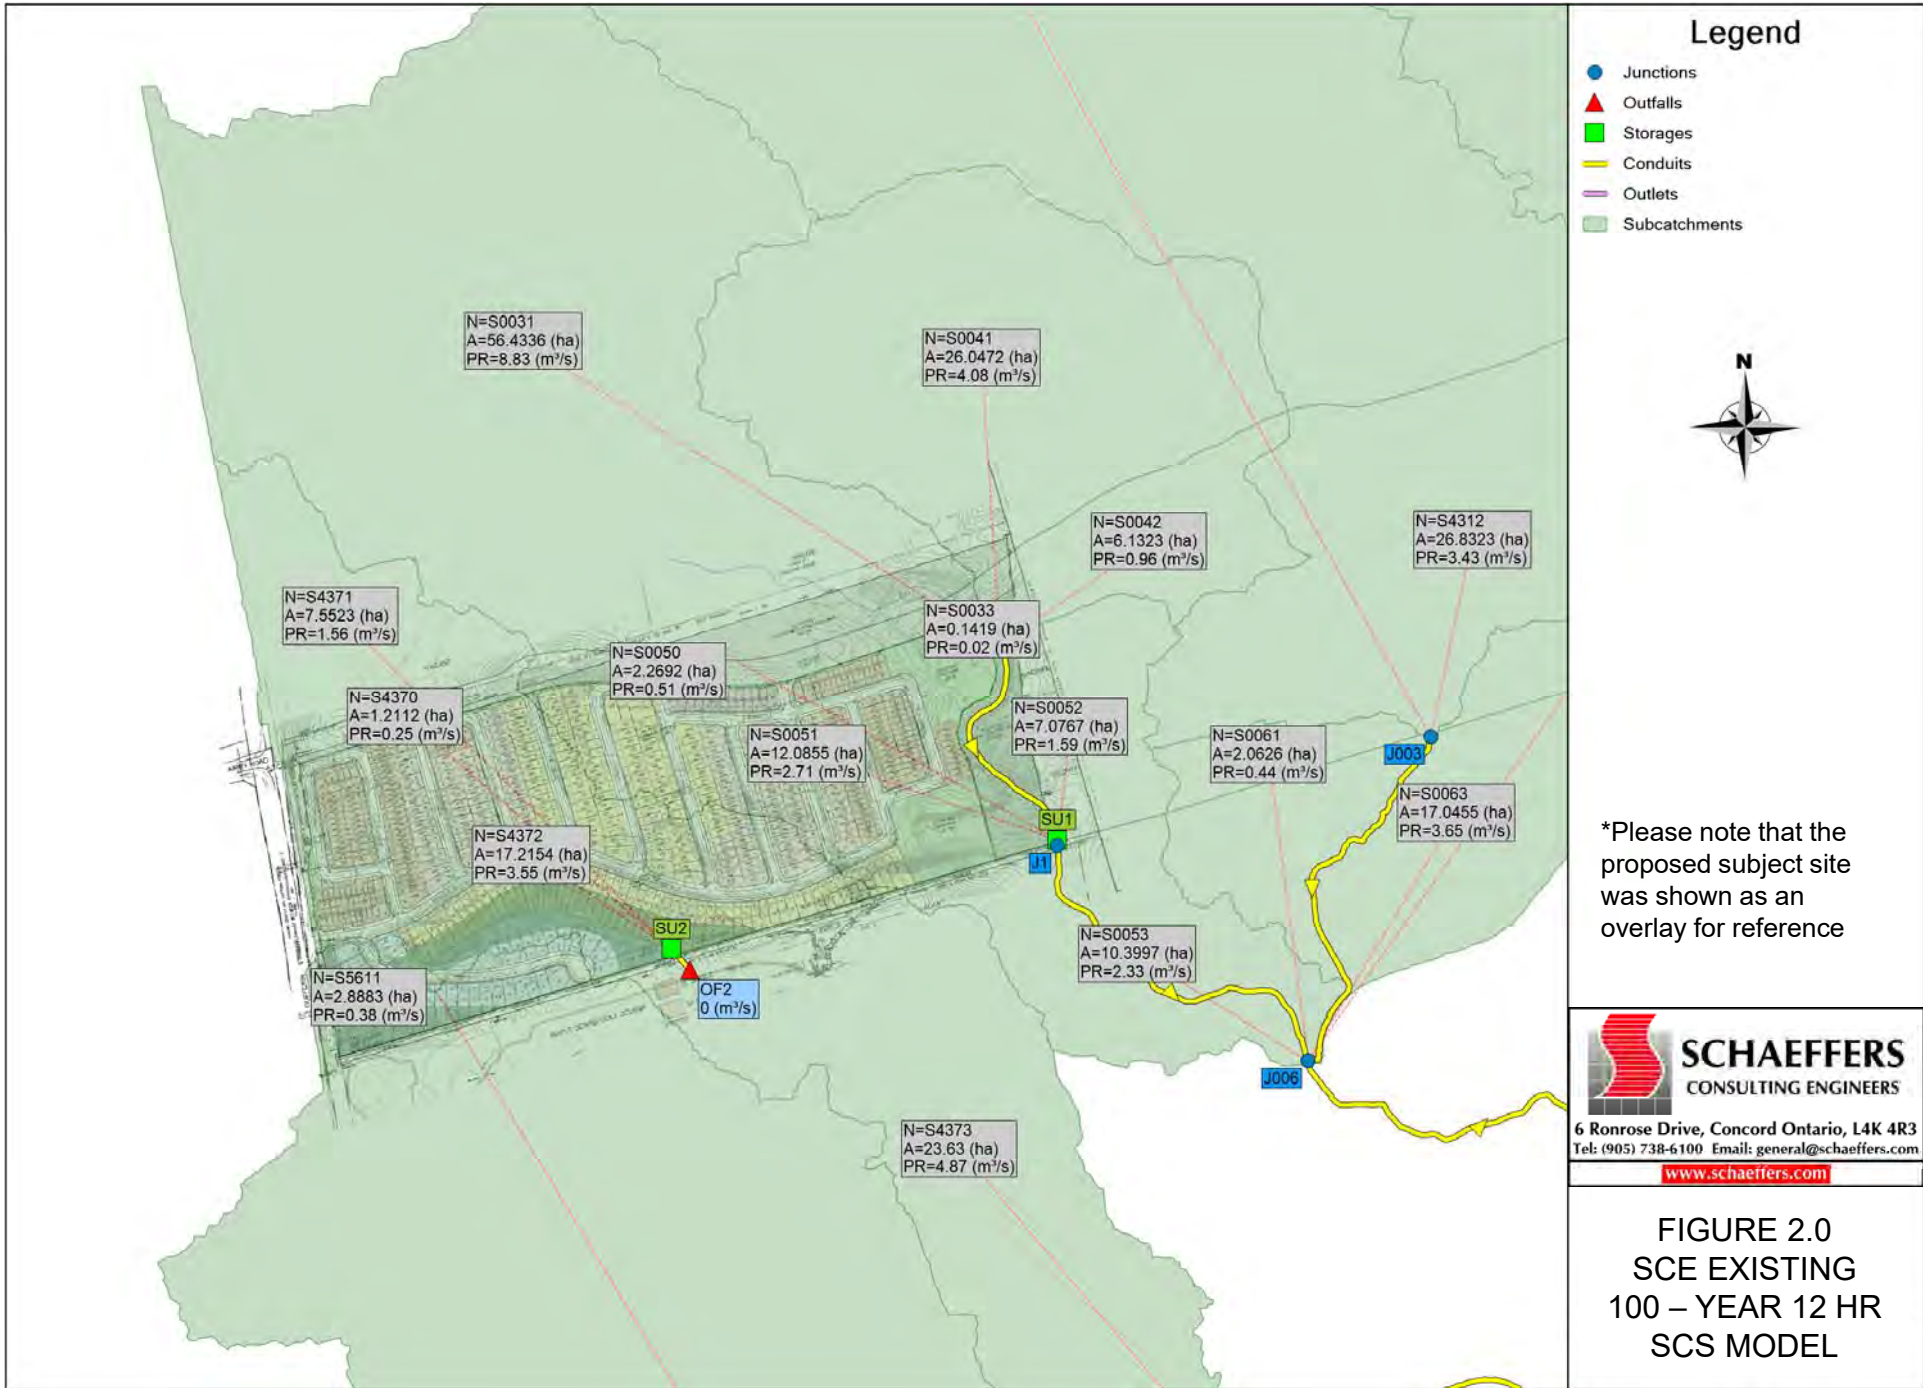 Legend
Junctions
Outfalls
Storages
Conduits
Outlets
Subcatchments
N
N=S0031
A=56.4336 (ha)
PR=8.83 (m³/s)
N=S0041
A=26.0472 (ha)
PR=4.08 (m³/s)
N=S0042
A=6.1323 (ha)
PR=0.96 (m³/s)
N=S4312
A=26.8323 (ha)
PR=3.43 (m³/s)
N=S4371
A=7.5523 (ha)
PR=1.56 (m³/s)
N=S0033
A=0.1419 (ha)
PR=0.02 (m³/s)
N=S0050
A=2.2692 (ha)
PR=0.51 (m³/s)
N=S4370
A=1.2112 (ha)
PR=0.25 (m³/s)
N=S0052
A=7.0767 (ha)
PR=1.59 (m³/s)
N=S0051
A=12.0855 (ha)
PR=2.71 (m³/s)
N=S0061
A=2.0626 (ha)
PR=0.44 (m³/s)
J003
N=S0063
A=17.0455 (ha)
PR=3.65 (m³/s)
SU1
J1
N=S4372
A=17.2154 (ha)
PR=3.55 (m³/s)
SU2
N=S0053
A=10.3997 (ha)
PR=2.33 (m³/s)
N=S5611
A=2.8883 (ha)
PR=0.38 (m³/s)
OF2
0 (m³/s)
J006
N=S4373
A=23.63 (ha)
PR=4.87 (m³/s)
*Please note that the
proposed subject site
was shown as an
overlay for reference
SCHAEFFERS
CONSULTING ENGINEERS
6 Ronrose Drive, Concord Ontario, L4K 4R3
Tel: (905) 738-6100 Email: general@schaeffers.com
www.schaeffers.com
FIGURE 2.0
SCE EXISTING
100 – YEAR 12 HR
SCS MODEL